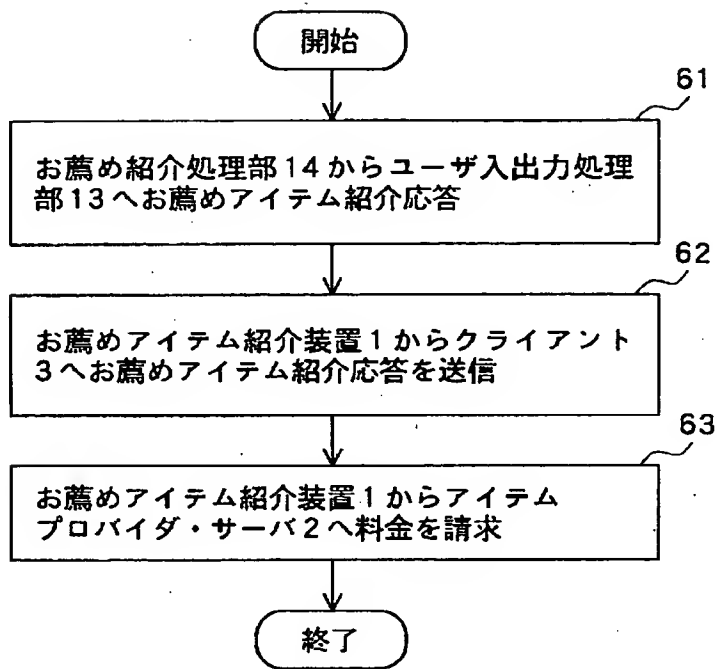 開始
61
お薦め紹介処理部14からユーザ入出力処理
部13へお薦めアイテム紹介応答
62
お薦めアイテム紹介装置1からクライアント
3へお薦めアイテム紹介応答を送信
63
お薦めアイテム紹介装置1からアイテム
プロバイダ・サーバ2へ料金を請求
終了